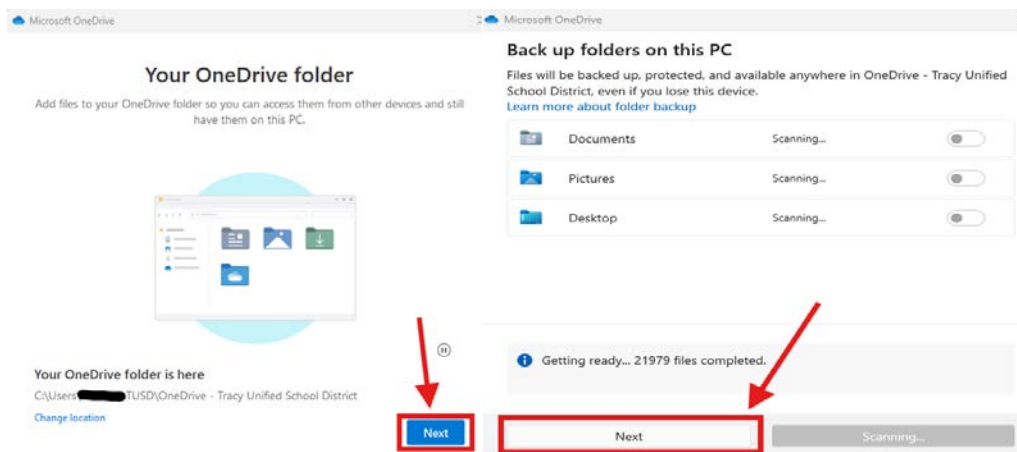 Microsoft OneDrive
Your OneDrive folder
Add files to your OneDrive folder so you can access them from other devices and still
have them on this PC.
Your OneDrive folder is here
C:\Users TUSD\OneDrive - Tracy Unified School District
Change location
Next
Microsoft OneDrive
Back up folders on this PC
Files will be backed up, protected, and available anywhere in OneDrive - Tracy Unified
School District, even if you lose this device.
Learn more about folder backup
Documents Scanning...
Pictures Scanning...
Desktop Scanning...
Getting ready... 21979 files completed.
Next Scanning...